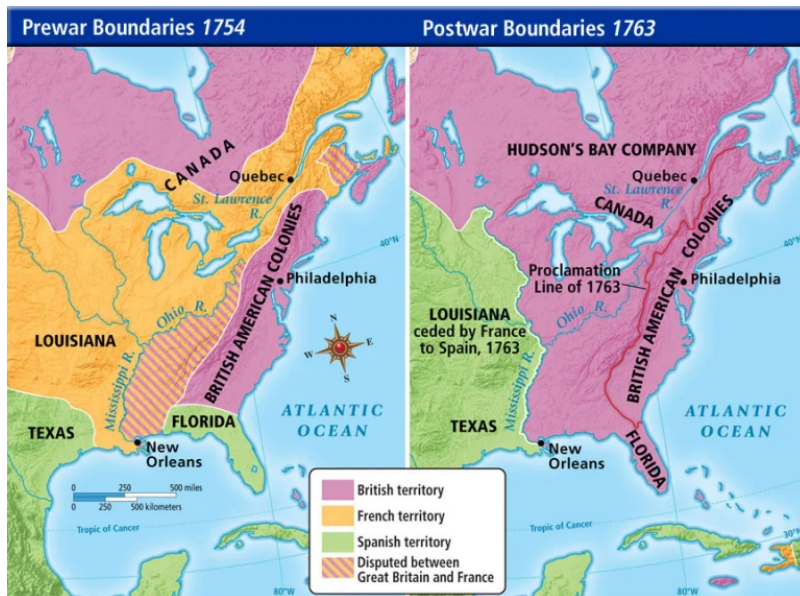 Prewar Boundaries 1754
CANADA
Quebec
St. Lawrence
R.
BRITISH AMERICAN COLONIES
40°N
Philadelphia
Ohio R.
LOUISIANA
Mississippi R.
N
W E
S
ATLANTIC
OCEAN
TEXAS
FLORIDA
New
Orleans
0 250 500 miles
0 250 500 kilometers
Tropic of Cancer
80°W
Postwar Boundaries 1763
HUDSON'S BAY COMPANY
Quebec
St. Lawrence
R.
CANADA
BRITISH AMERICAN COLONIES
40°N
Proclamation
Line of 1763
Philadelphia
Ohio R.
LOUISIANA
ceded by France
to Spain, 1763
Mississippi R.
ATLANTIC
OCEAN
TEXAS
FLORIDA
New
Orleans
Tropic of Cancer
30°N
80°W
British territory
French territory
Spanish territory
Disputed between
Great Britain and France